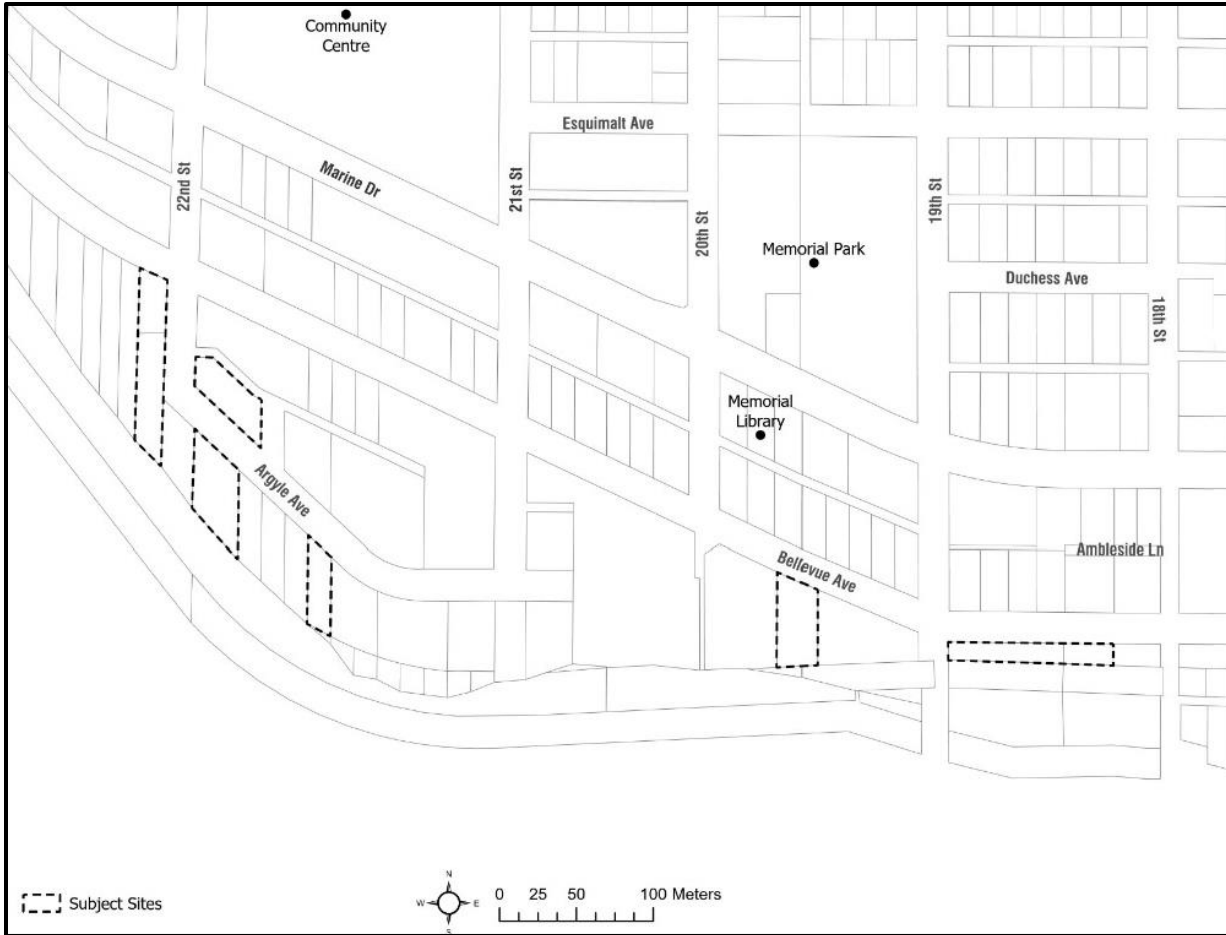 Community
Centre
Esquimalt Ave
Marine Dr
22nd St
21st St
20th St
19th St
Memorial Park
Duchess Ave
18th St
Memorial
Library
Argyle Ave
Bellevue Ave
Ambleside Ln
Subject Sites
N
W E
S
0 25 50 100 Meters